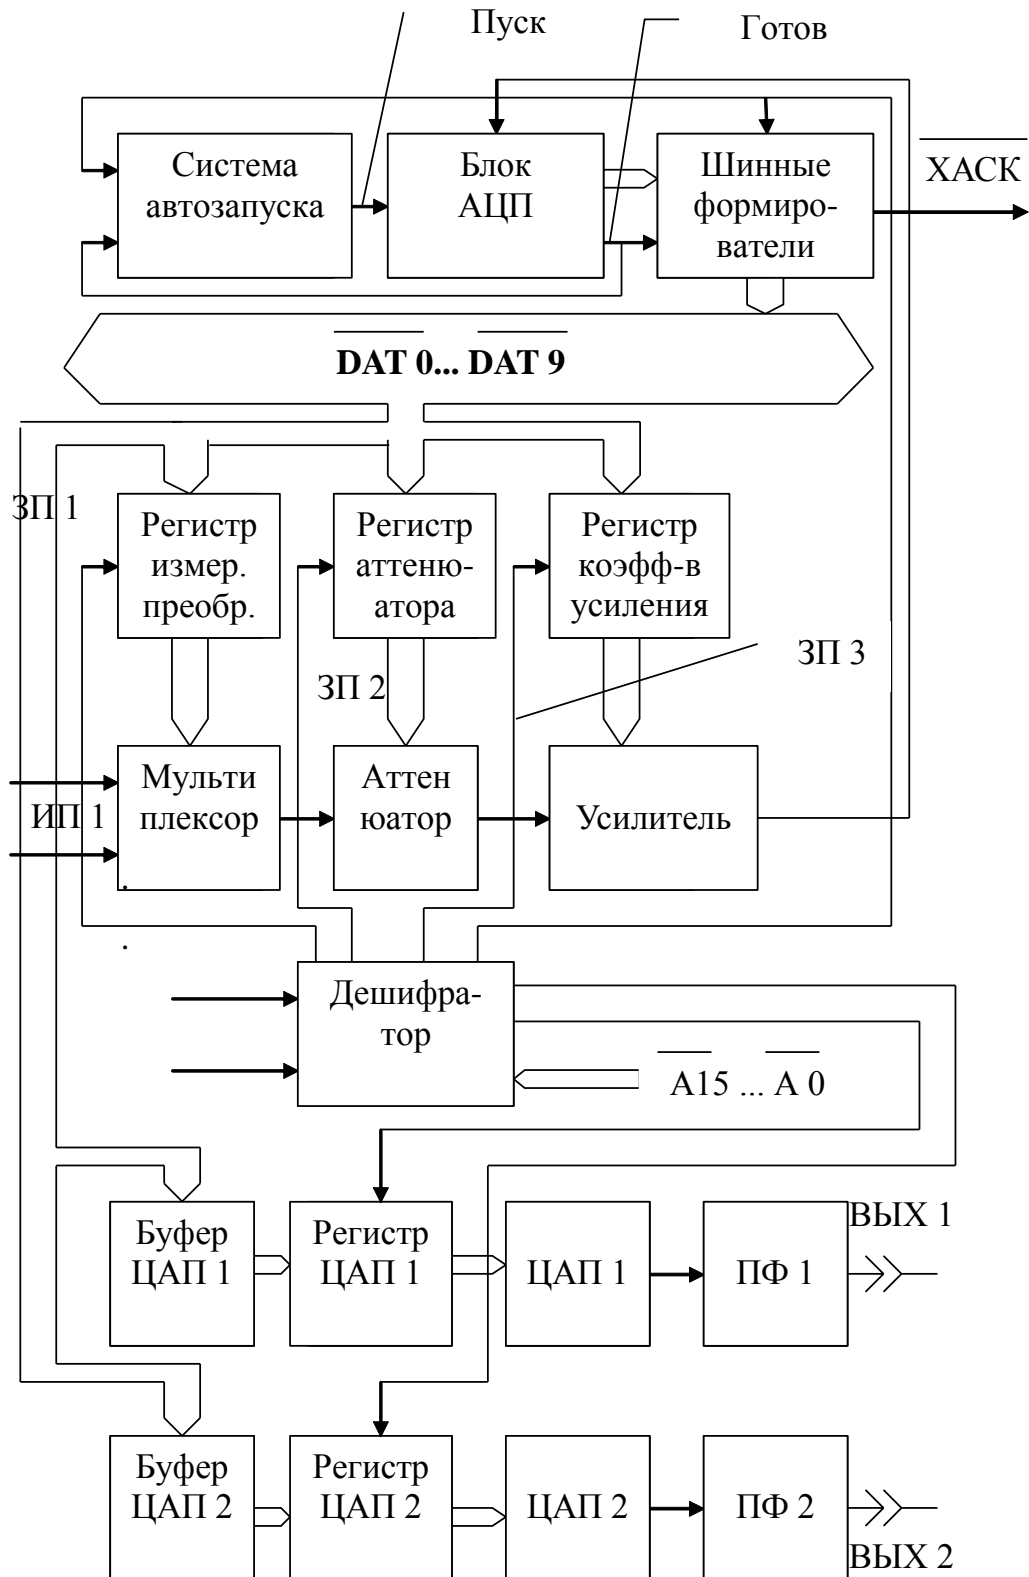 Пуск
Готов
Система
автозапуска
Блок
АЦП
Шинные
формиро-
ватели
XACK
DAT 0... DAT 9
ЗП 1
Регистр
измер.
преобр.
Регистр
аттеню-
атора
Регистр
коэфф-в
усиления
ЗП 2
ЗП 3
ИП 1
Мульти
плексор
Аттен
юатор
Усилитель
.
.
Дешифра-
тор
A15 ... A 0
Буфер
ЦАП 1
Регистр
ЦАП 1
ЦАП 1
ПФ 1
ВЫХ 1
Буфер
ЦАП 2
Регистр
ЦАП 2
ЦАП 2
ПФ 2
ВЫХ 2